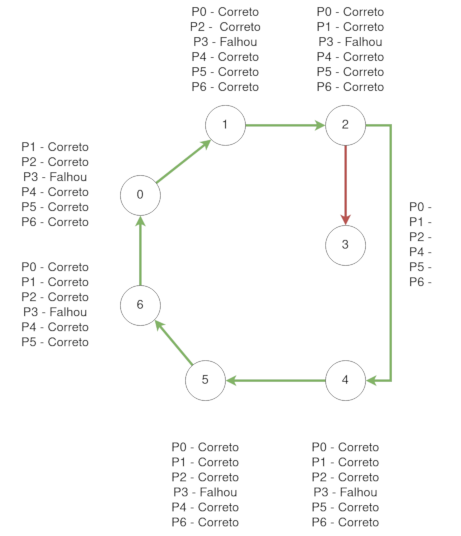 P0 - Correto
P2 - Correto
P3 - Falhou
P4 - Correto
P5 - Correto
P6 - Correto
P0 - Correto
P1 - Correto
P3 - Falhou
P4 - Correto
P5 - Correto
P6 - Correto
1
2
P1 - Correto
P2 - Correto
P3 - Falhou
P4 - Correto
P5 - Correto
P6 - Correto
0
P0 -
P1 -
P2 -
P4 -
P5 -
P6 -
3
P0 - Correto
P1 - Correto
P2 - Correto
P3 - Falhou
P4 - Correto
P5 - Correto
6
5
4
P0 - Correto
P1 - Correto
P2 - Correto
P3 - Falhou
P4 - Correto
P6 - Correto
P0 - Correto
P1 - Correto
P2 - Correto
P3 - Falhou
P5 - Correto
P6 - Correto